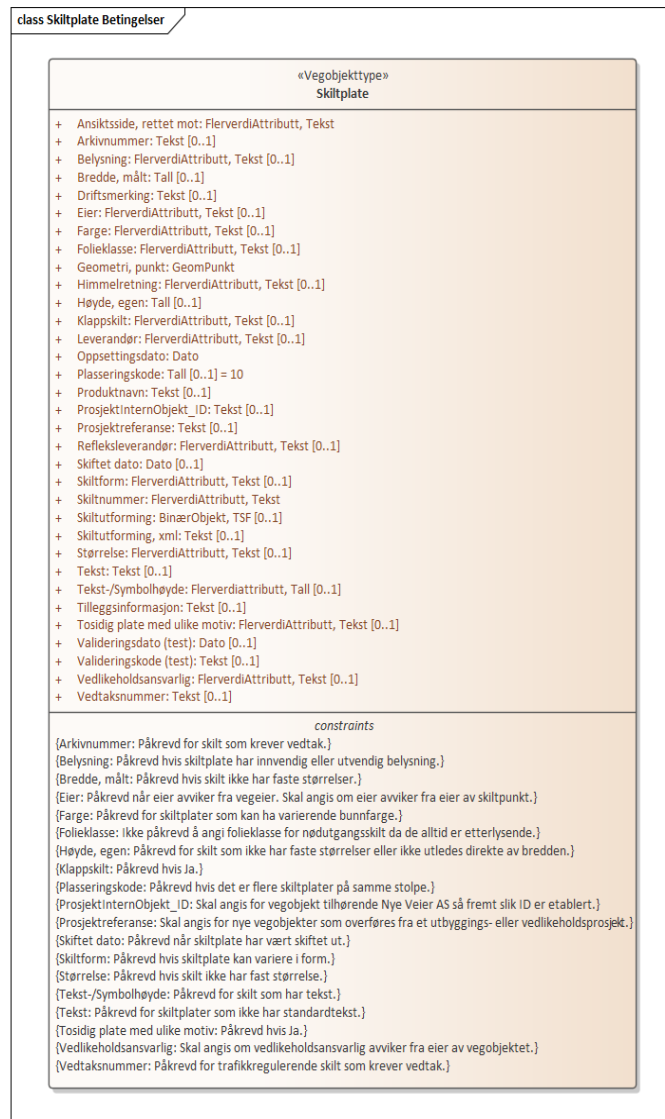 class Skiltplate Betingelser
«Vegobjekttype»
Skiltplate
+ Ansiktsside, rettet mot: FlerverdiAttributt, Tekst
+ Arkivnummer: Tekst [0..1]
+ Belysning: FlerverdiAttributt, Tekst [0..1]
+ Bredde, målt: Tall [0..1]
+ Driftsmerking: Tekst [0..1]
+ Eier: FlerverdiAttributt, Tekst [0..1]
+ Farge: FlerverdiAttributt, Tekst [0..1]
+ Folieklasse: FlerverdiAttributt, Tekst [0..1]
+ Geometri, punkt: GeomPunkt
+ Himmelretning: FlerverdiAttributt, Tekst [0..1]
+ Høyde, egen: Tall [0..1]
+ Klappskilt: FlerverdiAttributt, Tekst [0..1]
+ Leverandør: FlerverdiAttributt, Tekst [0..1]
+ Oppsettingsdato: Dato
+ Plasseringskode: Tall [0..1] = 10
+ Produktnavn: Tekst [0..1]
+ ProsjektInternObjekt_ID: Tekst [0..1]
+ Prosjektreferanse: Tekst [0..1]
+ Refleksleverandør: FlerverdiAttributt, Tekst [0..1]
+ Skiftet dato: Dato [0..1]
+ Skiltform: FlerverdiAttributt, Tekst [0..1]
+ Skiltnummer: FlerverdiAttributt, Tekst
+ Skiltutforming: BinærObjekt, TSF [0..1]
+ Skiltutforming, xml: Tekst [0..1]
+ Størrelse: FlerverdiAttributt, Tekst [0..1]
+ Tekst: Tekst [0..1]
+ Tekst-/Symbolhøyde: Flerverdiattributt, Tall [0..1]
+ Tilleggsinformasjon: Tekst [0..1]
+ Tosidig plate med ulike motiv: FlerverdiAttributt, Tekst [0..1]
+ Valideringsdato (test): Dato [0..1]
+ Valideringskode (test): Tekst [0..1]
+ Vedlikeholdsansvarlig: FlerverdiAttributt, Tekst [0..1]
+ Vedtaksnummer: Tekst [0..1]
constraints
{Arkivnummer: Påkrevd for skilt som krever vedtak.}
{Belysning: Påkrevd hvis skiltplate har innvendig eller utvendig belysning.}
{Bredde, målt: Påkrevd hvis skilt ikke har faste størrelser.}
{Eier: Påkrevd når eier avviker fra vegeier. Skal angis om eier avviker fra eier av skiltpunkt.}
{Farge: Påkrevd for skiltplater som kan ha varierende bunnfarge.}
{Folieklasse: Ikke påkrevd å angi folieklasse for nødutgangsskilt da de alltid er etterlysende.}
{Høyde, egen: Påkrevd for skilt som ikke har faste størrelser eller ikke utledes direkte av bredden.}
{Klappskilt: Påkrevd hvis Ja.}
{Plasseringskode: Påkrevd hvis det er flere skiltplater på samme stolpe.}
{ProsjektInternObjekt_ID: Skal angis for vegobjekt tilhørende Nye Veier AS så fremt slik ID er etablert.}
{Prosjektreferanse: Skal angis for nye vegobjekter som overføres fra et utbyggings- eller vedlikeholdsprosjekt.}
{Skiftet dato: Påkrevd når skiltplate har vært skiftet ut.}
{Skiltform: Påkrevd hvis skiltplate kan variere i form.}
{Størrelse: Påkrevd hvis skilt ikke har fast størrelse.}
{Tekst-/Symbolhøyde: Påkrevd for skilt som har tekst.}
{Tekst: Påkrevd for skiltplater som ikke har standardtekst.}
{Tosidig plate med ulike motiv: Påkrevd hvis Ja.}
{Vedlikeholdsansvarlig: Skal angis om vedlikeholdsansvarlig avviker fra eier av vegobjektet.}
{Vedtaksnummer: Påkrevd for trafikkregulerende skilt som krever vedtak.}